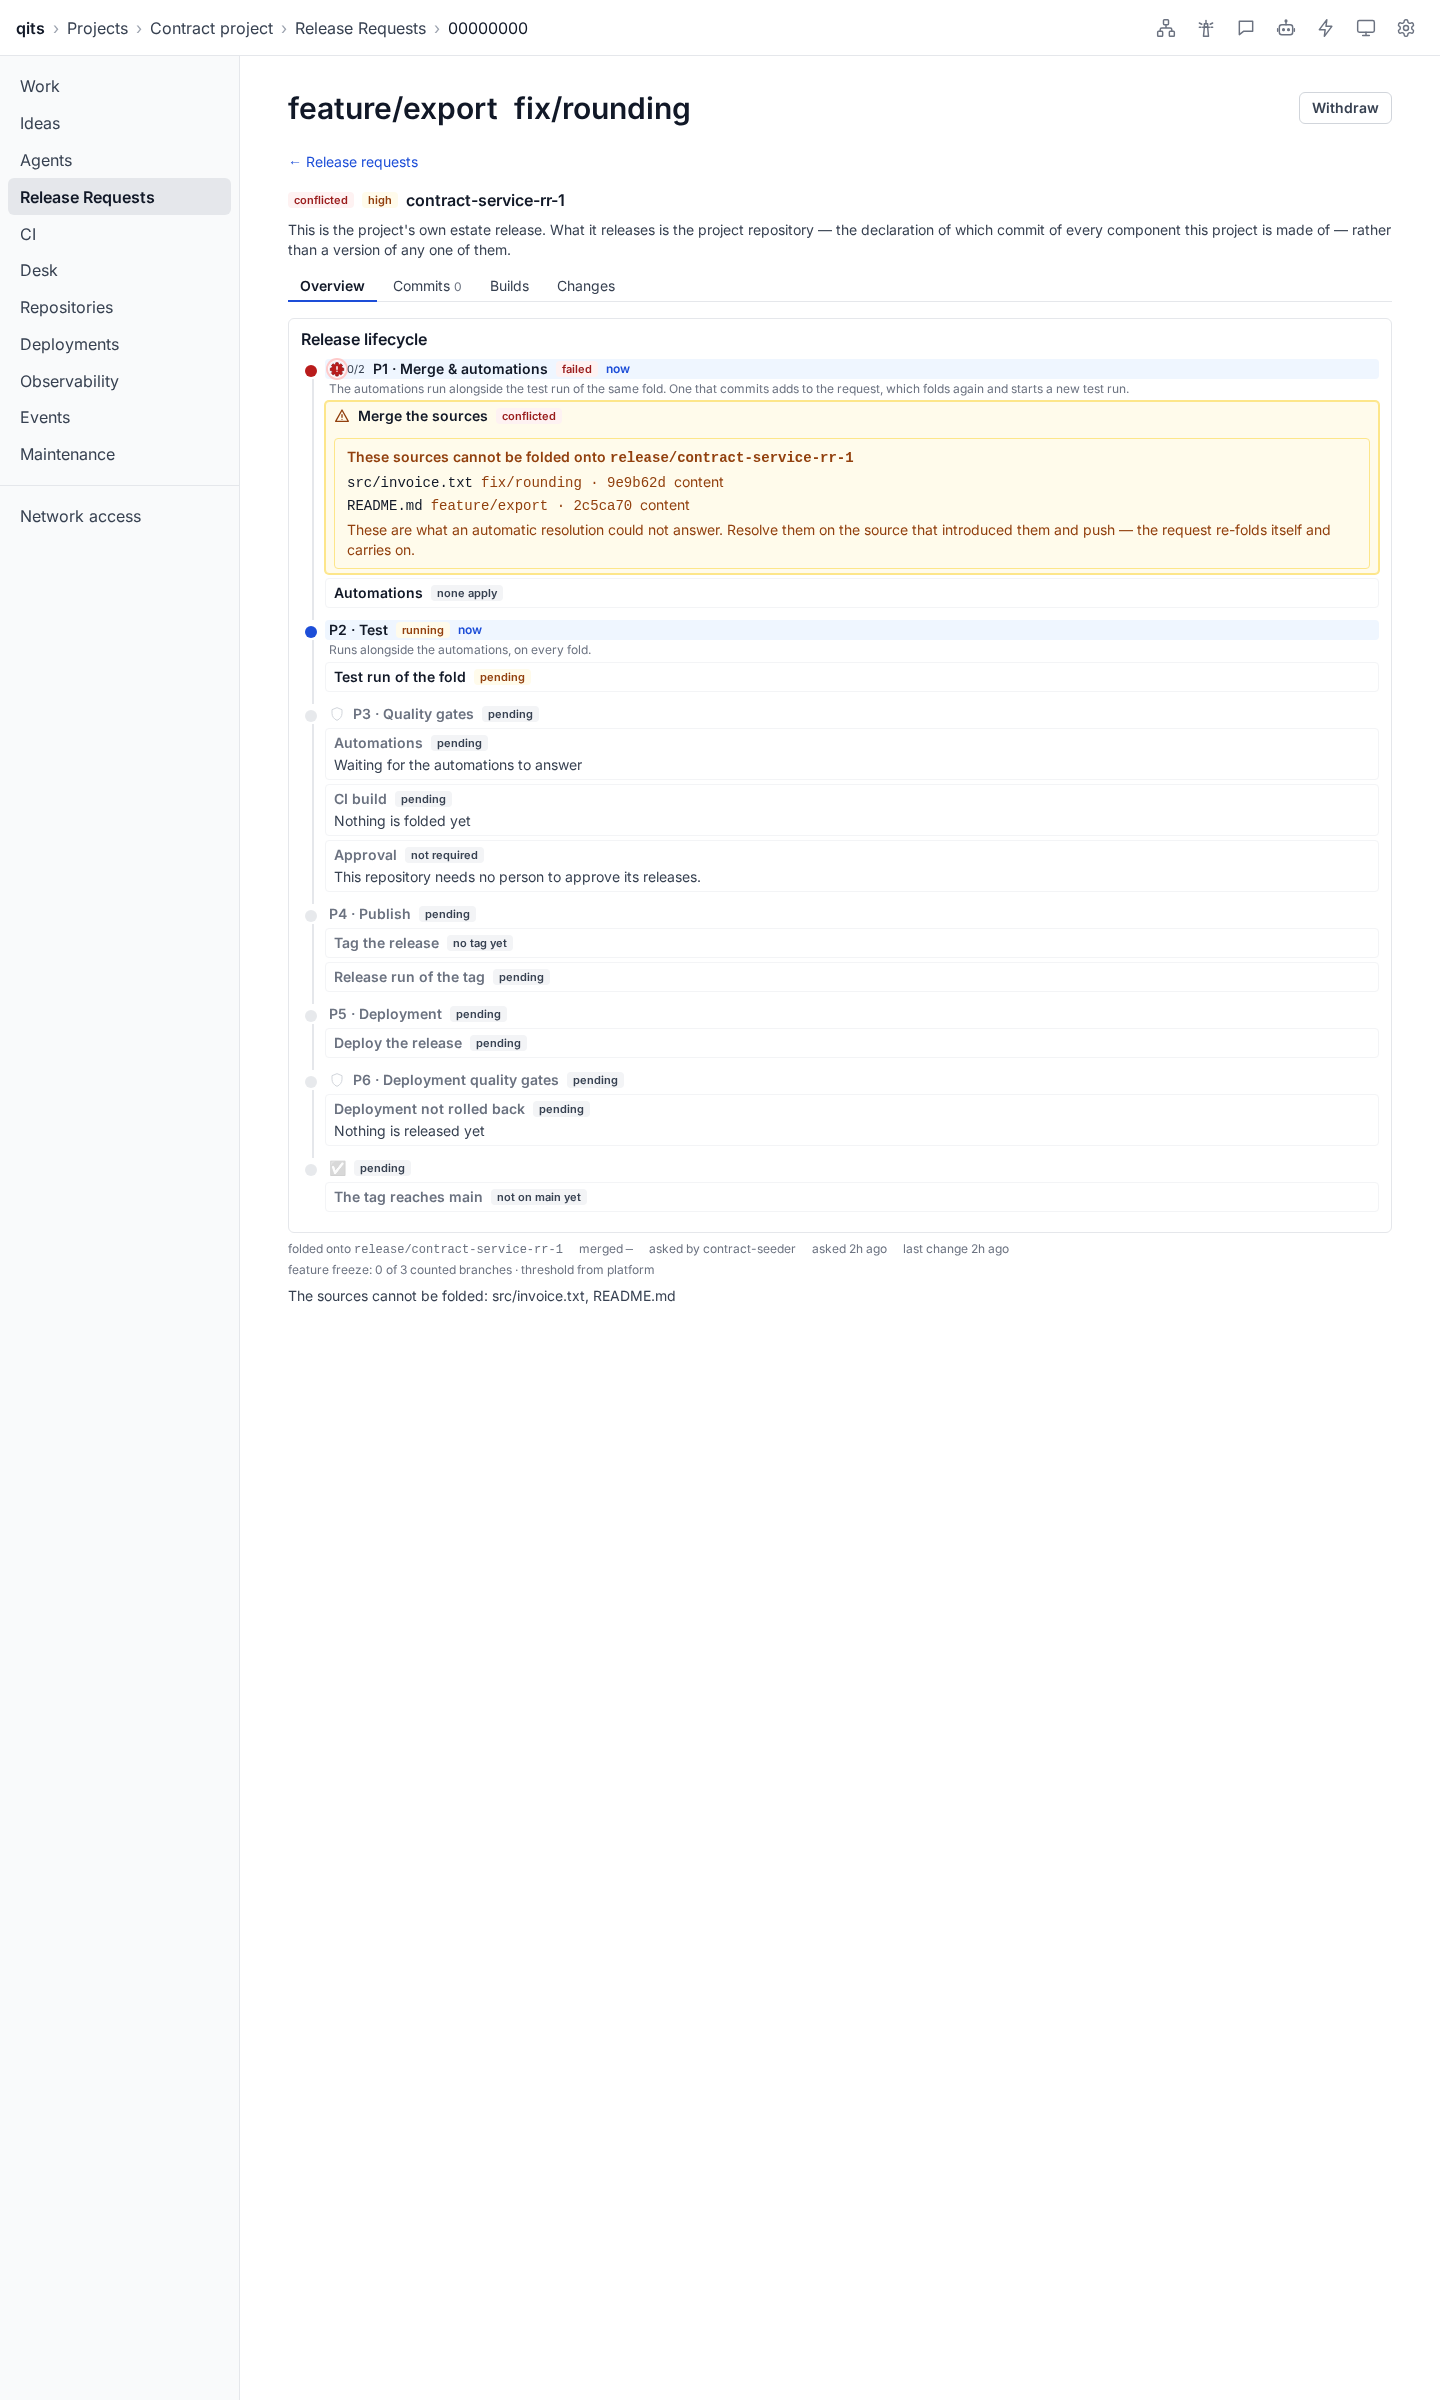 qits › Projects › Contract project › Release Requests › 00000000
Work
Ideas
Agents
Release Requests
CI
Desk
Repositories
Deployments
Observability
Events
Maintenance
Network access
feature/export fix/rounding
Withdraw
← Release requests
conflicted high contract-service-rr-1
This is the project's own estate release. What it releases is the project repository — the declaration of which commit of every component this project is made of — rather
than a version of any one of them.
Overview Commits 0 Builds Changes
Release lifecycle
0/2 P1 · Merge & automations failed now
The automations run alongside the test run of the same fold. One that commits adds to the request, which folds again and starts a new test run.
Merge the sources conflicted
These sources cannot be folded onto release/contract-service-rr-1
src/invoice.txt fix/rounding · 9e9b62d content
README.md feature/export · 2c5ca70 content
These are what an automatic resolution could not answer. Resolve them on the source that introduced them and push — the request re-folds itself and
carries on.
Automations none apply
P2 · Test running now
Runs alongside the automations, on every fold.
Test run of the fold pending
P3 · Quality gates pending
Automations pending
Waiting for the automations to answer
CI build pending
Nothing is folded yet
Approval not required
This repository needs no person to approve its releases.
P4 · Publish pending
Tag the release no tag yet
Release run of the tag pending
P5 · Deployment pending
Deploy the release pending
P6 · Deployment quality gates pending
Deployment not rolled back pending
Nothing is released yet
pending
The tag reaches main not on main yet
folded onto release/contract-service-rr-1 merged — asked by contract-seeder asked 2h ago last change 2h ago
feature freeze: 0 of 3 counted branches · threshold from platform
The sources cannot be folded: src/invoice.txt, README.md